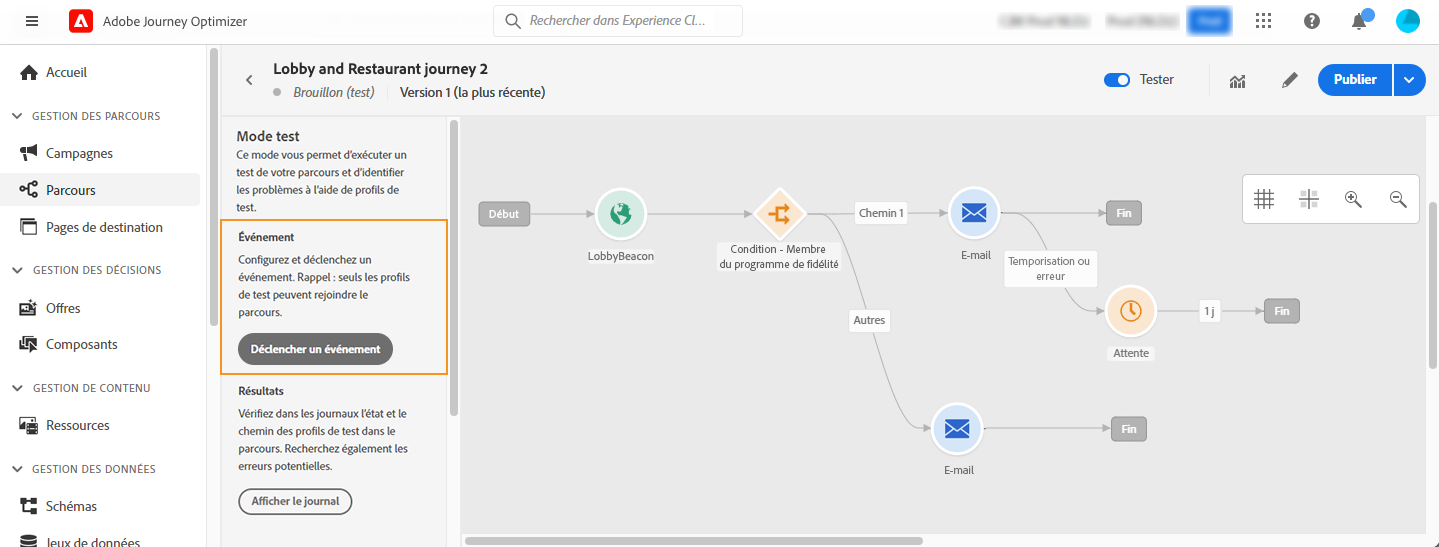 Adobe Journey Optimizer
Rechercher dans Experience Cl...
Accueil
GESTION DES PARCOURS
Campagnes
Parcours
Pages de destination
GESTION DES DÉCISIONS
Offres
Composants
GESTION DE CONTENU
Ressources
GESTION DES DONNÉES
Schémas
Jeux de données
Lobby and Restaurant journey 2
Brouillon (test)
Version 1 (la plus récente)
Tester
Publier
Mode test
Ce mode vous permet d'exécuter un
test de votre parcours et d'identifier
les problèmes à l'aide de profils de
test.
Événement
Configurez et déclenchez un
événement. Rappel : seuls les profils
de test peuvent rejoindre le
parcours.
Déclencher un événement
Résultats
Vérifiez dans les journaux l'état et le
chemin des profils de test dans le
parcours. Recherchez également les
erreurs potentielles.
Afficher le journal
Début
LobbyBeacon
Condition - Membre
du programme de fidélité
Chemin 1
E-mail
Fin
Temporisation ou
erreur
Attente
1 j
Fin
Autres
E-mail
Fin